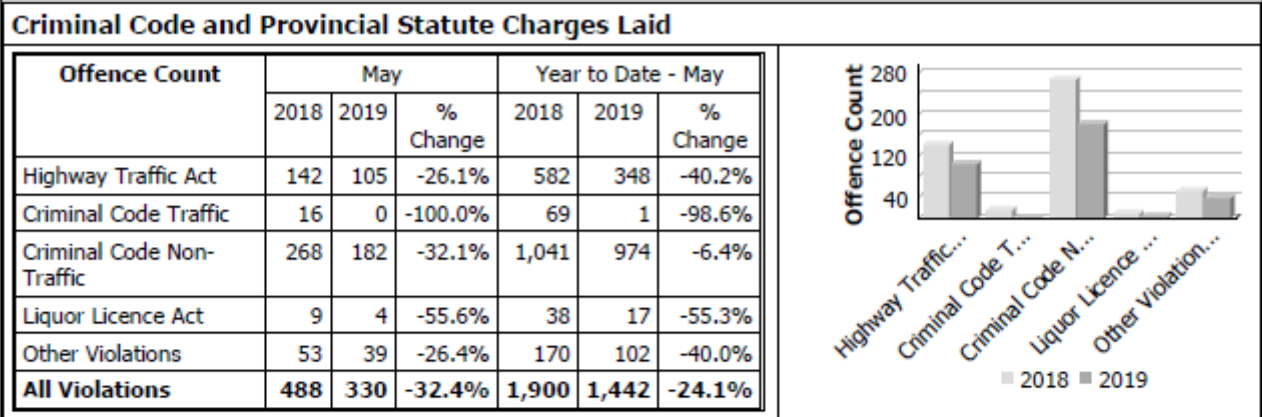 Criminal Code and Provincial Statute Charges Laid
Offence Count May Year to Date - May
2018 2019 % Change 2018 2019 % Change
Highway Traffic Act 142 105 -26.1% 582 348 -40.2%
Criminal Code Traffic 16 0 -100.0% 69 1 -98.6%
Criminal Code Non-
Traffic 268 182 -32.1% 1,041 974 -6.4%
Liquor Licence Act 9 4 -55.6% 38 17 -55.3%
Other Violations 53 39 -26.4% 170 102 -40.0%
All Violations 488 330 -32.4% 1,900 1,442 -24.1%
Offence Count
280
200
120
40
Highway Traffic...
Criminal Code T...
Criminal Code N...
Liquor Licence ...
Other Violation...
2018 2019